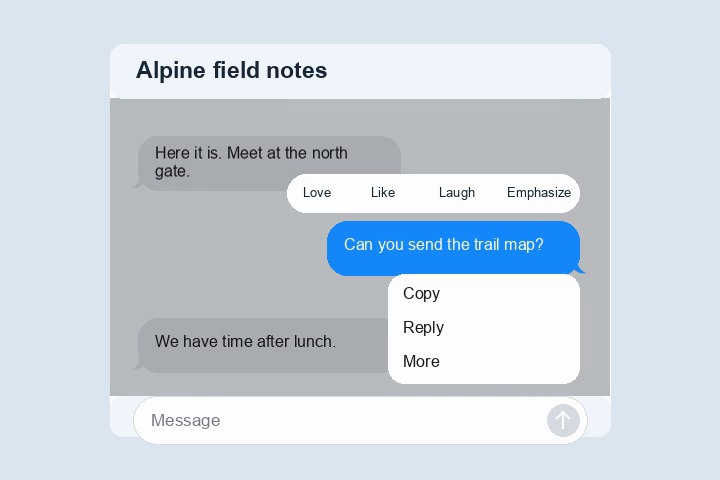 Alpine field notes
Here it is. Meet at the north
gate.
Love Like Laugh Emphasize
Can you send the trail map?
Copy
Reply
We have time after lunch.
More
Message